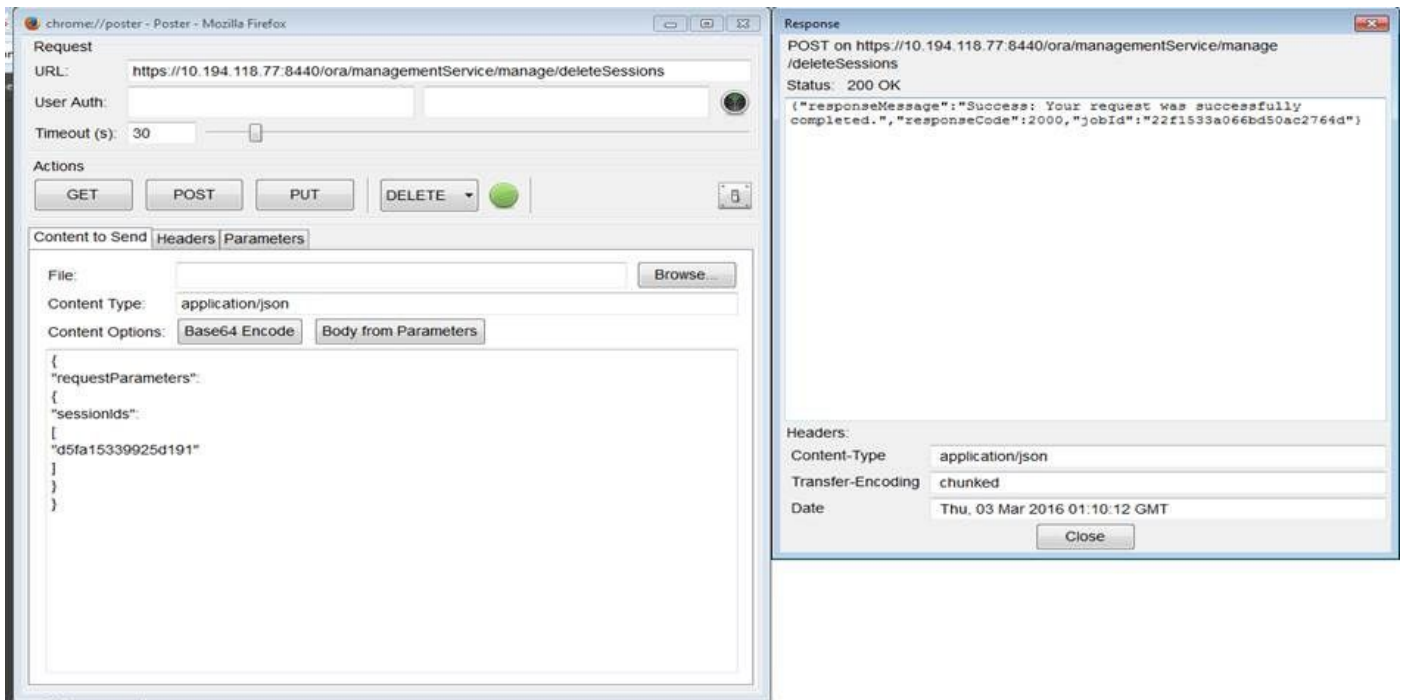 chrome://poster - Poster - Mozilla Firefox
Request
URL: https://10.194.118.77:8440/ora/managementService/manage/deleteSessions
User Auth:
Timeout (s): 30
Actions
GET POST PUT DELETE
Content to Send Headers Parameters
File: Browse...
Content Type: application/json
Content Options: Base64 Encode Body from Parameters
{
"requestParameters":
{
"sessionIds":
[
"d5fa15339925d191"
]
}
}
Response
POST on https://10.194.118.77:8440/ora/managementService/manage
/deleteSessions
Status: 200 OK
{"responseMessage":"Success: Your request was successfully
completed.","responseCode":2000,"jobId":"22f1533a066bd50ac2764d"}
Headers:
Content-Type application/json
Transfer-Encoding chunked
Date Thu, 03 Mar 2016 01:10:12 GMT
Close